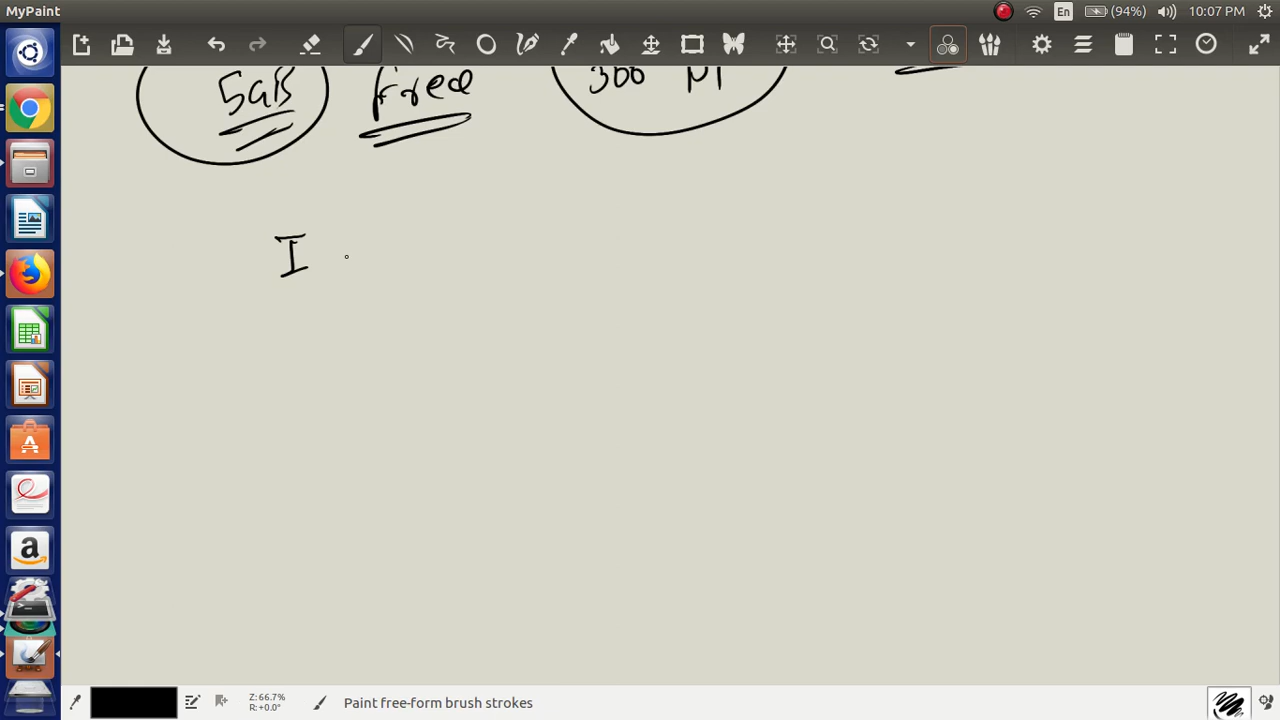 MyPaint
En (94%) 10:07 PM
5GB Free 300
I
Z: 66.7%
R: +0.0°
Paint free-form brush strokes